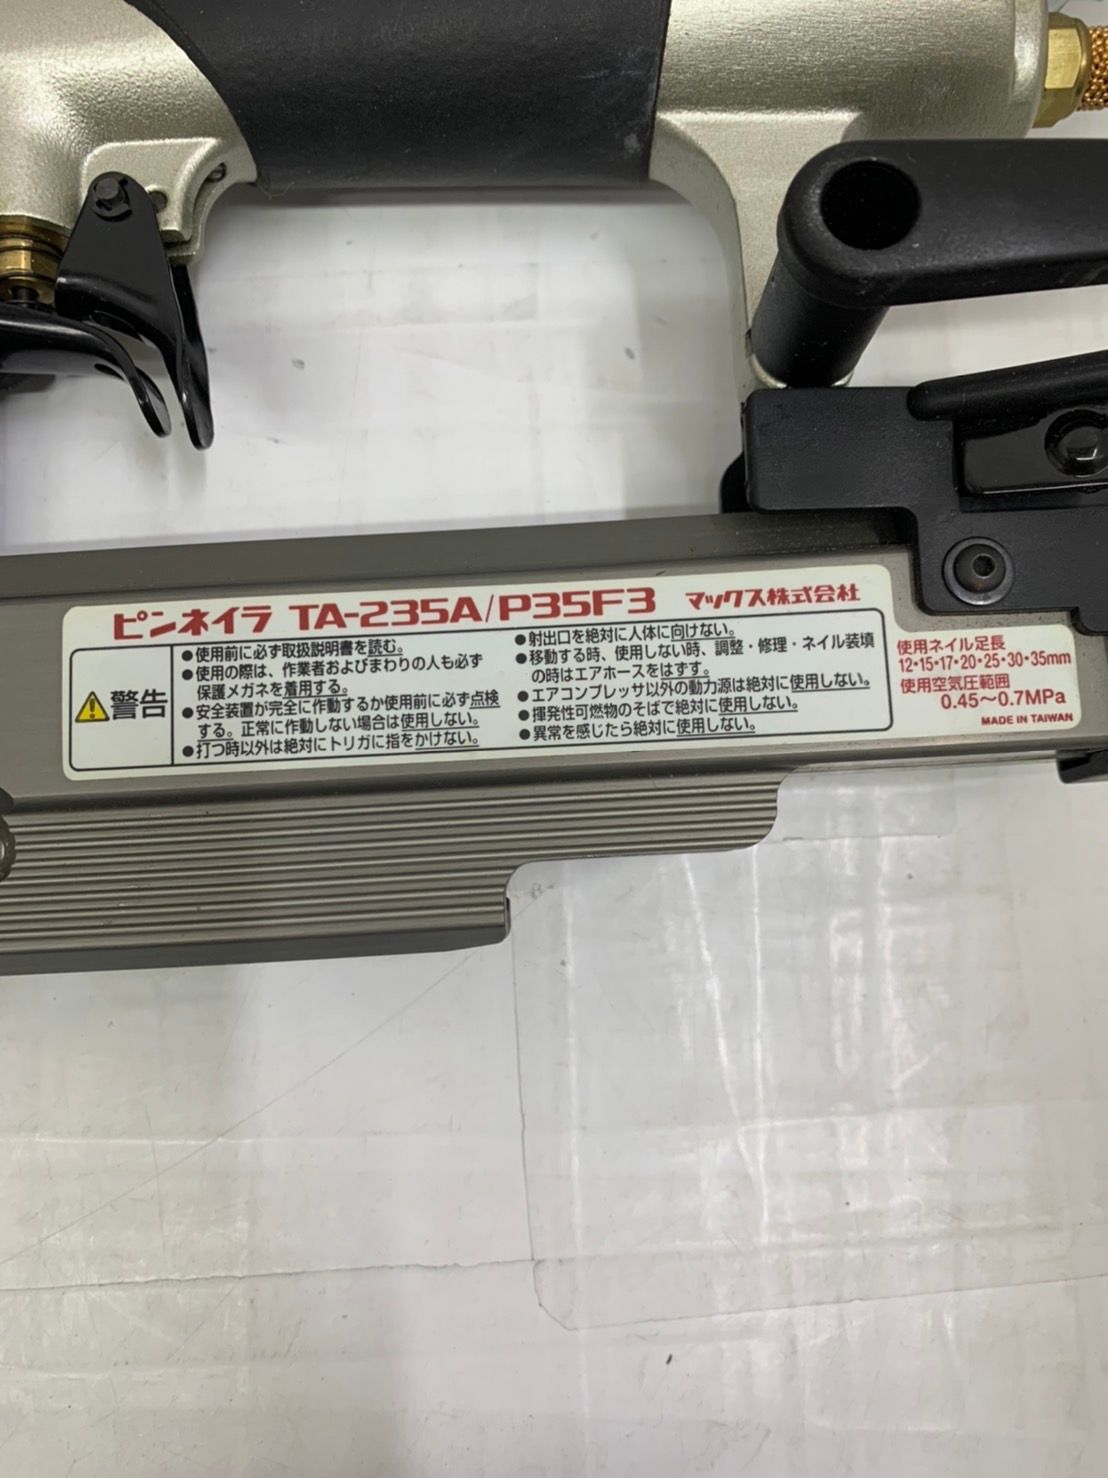 ピンネイラ TA-235A/P35F3 マックス株式会社
警告
●使用前に必ず取扱説明書を読む。
●使用の際は、作業者およびまわりの人も必ず
保護メガネを着用する。
●安全装置が完全に作動するか使用前に必ず点検
する。正常に作動しない場合は使用しない。
●打つ時以外は絶対にトリガに指をかけない。
●射出口を絶対に人体に向けない。
●移動する時、使用しない時、調整・修理・ネイル装填
の時はエアホースをはずす。
●エアコンプレッサ以外の動力源は絶対に使用しない。
●揮発性可燃物のそばで絶対に使用しない。
●異常を感じたら絶対に使用しない。
使用ネイル足長
12・15・17・20・25・30・35mm
使用空気圧範囲
0.45〜0.7MPa
MADE IN TAIWAN